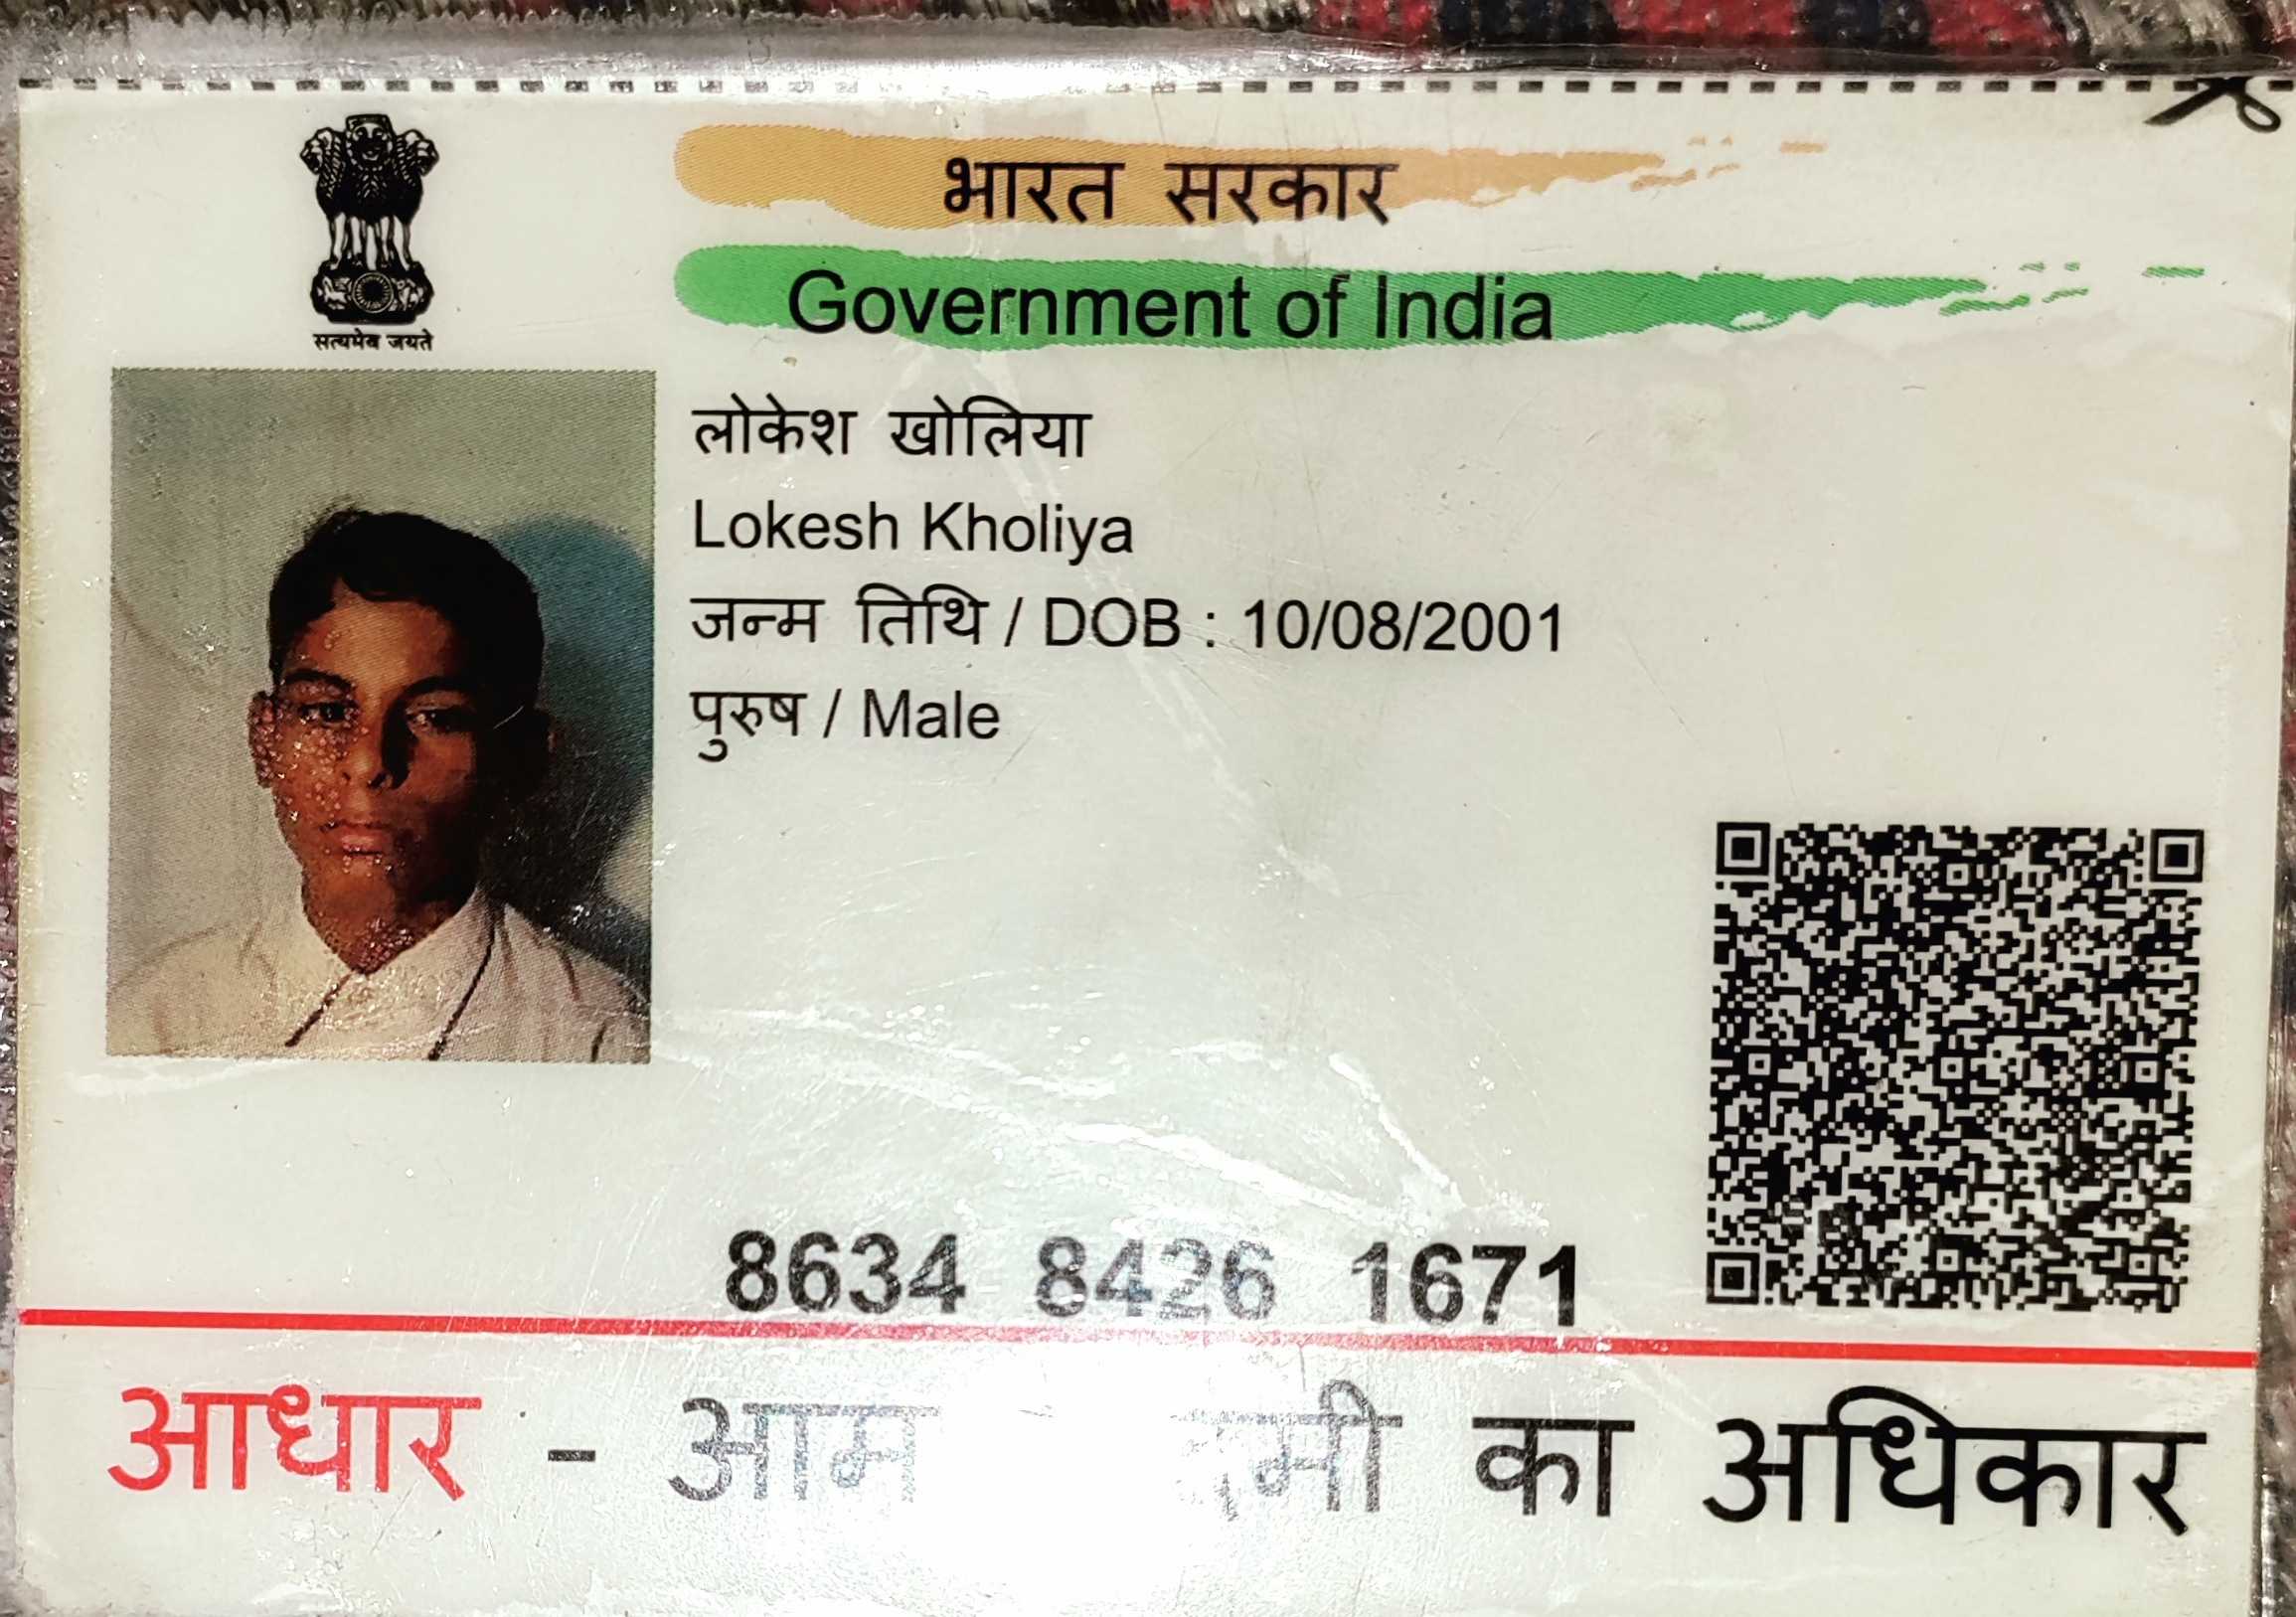 सत्यमेव जयते
भारत सरकार
Government of India
लोकेश खोलिया
Lokesh Kholiya
जन्म तिथि / DOB : 10/08/2001
पुरुष / Male
8634 8426 1671
आधार - आम का अधिकार